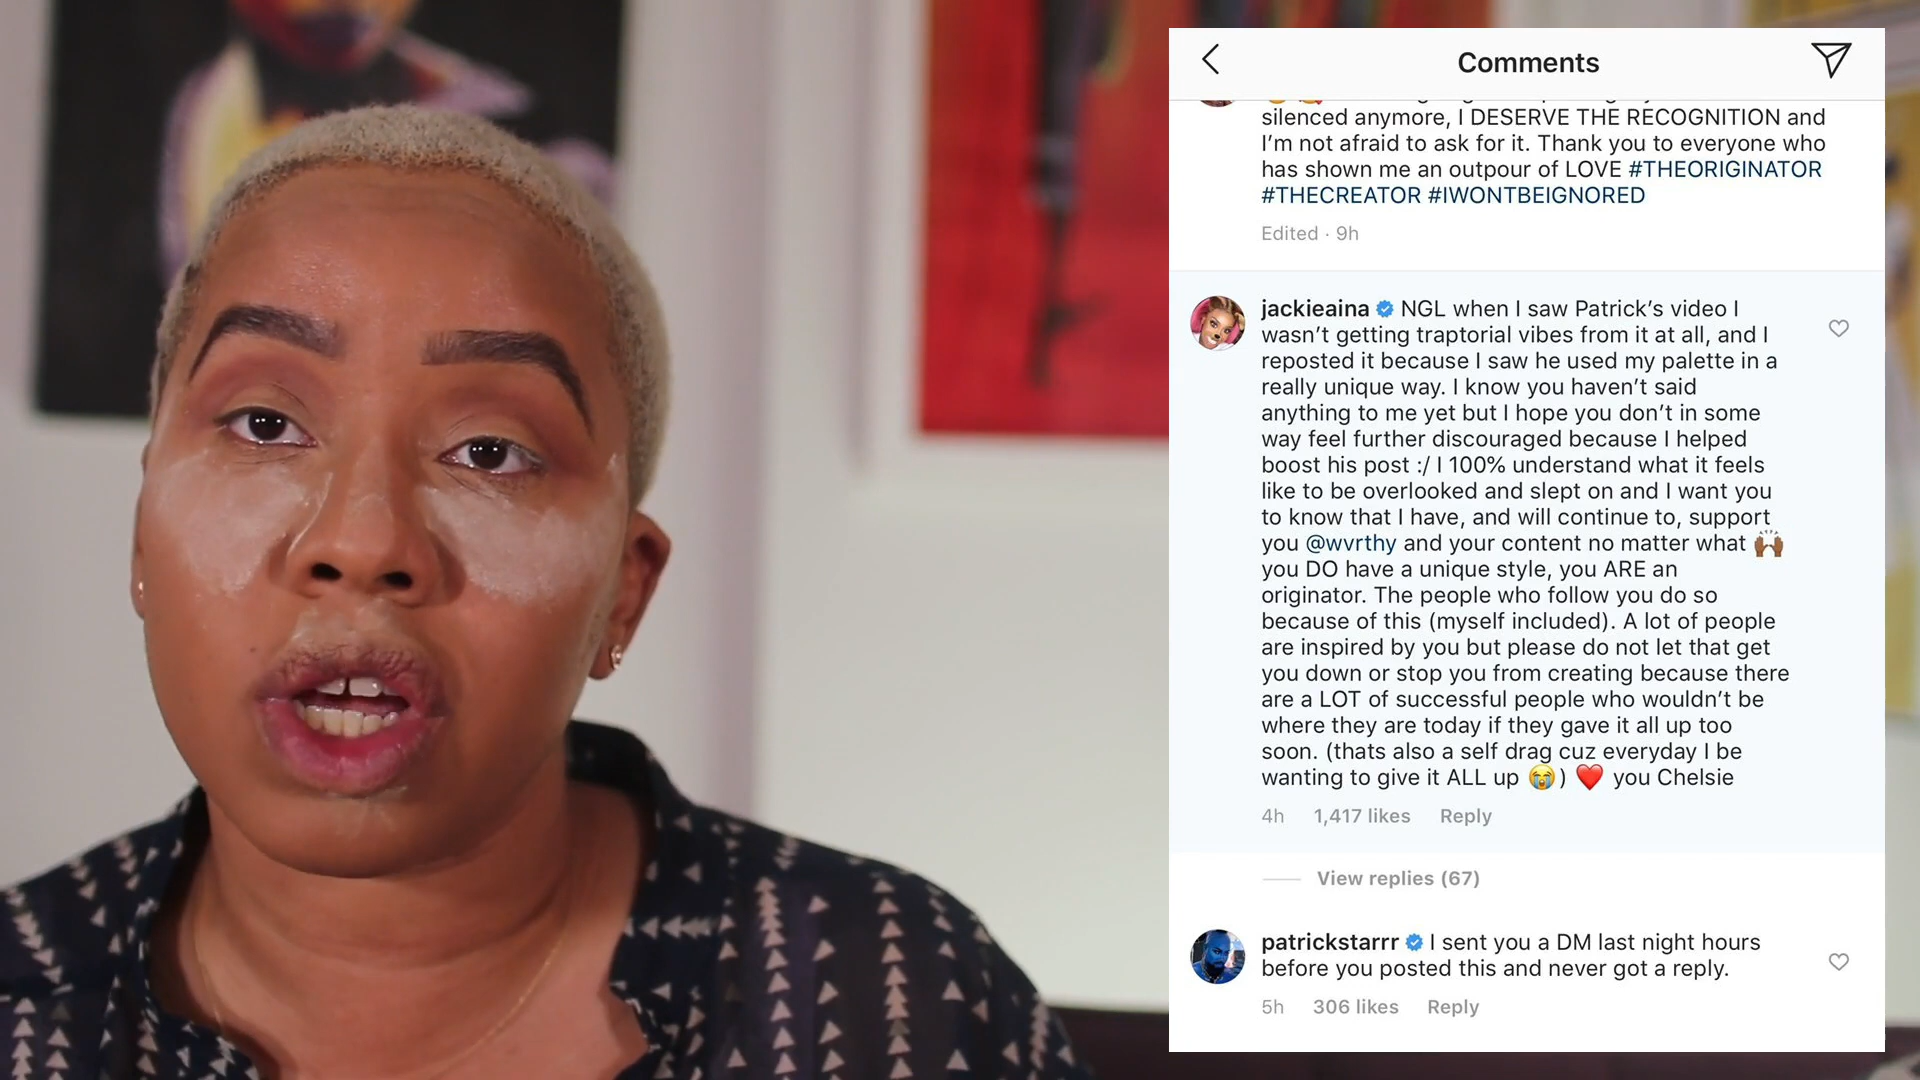 Comments
silenced anymore, I DESERVE THE RECOGNITION and
I’m not afraid to ask for it. Thank you to everyone who
has shown me an outpour of LOVE #THEORIGINATOR
#THECREATOR #IWONTBEIGNORED
Edited · 9h
jackieaina NGL when I saw Patrick’s video I
wasn’t getting traptorial vibes from it at all, and I
reposted it because I saw he used my palette in a
really unique way. I know you haven’t said
anything to me yet but I hope you don’t in some
way feel further discouraged because I helped
boost his post :/ I 100% understand what it feels
like to be overlooked and slept on and I want you
to know that I have, and will continue to, support
you @wvrthy and your content no matter what 🙌🏾
you DO have a unique style, you ARE an
originator. The people who follow you do so
because of this (myself included). A lot of people
are inspired by you but please do not let that get
you down or stop you from creating because there
are a LOT of successful people who wouldn’t be
where they are today if they gave it all up too
soon. (thats also a self drag cuz everyday I be
wanting to give it ALL up 😭) ❤️ you Chelsie
4h 1,417 likes Reply
View replies (67)
patrickstarrr I sent you a DM last night hours
before you posted this and never got a reply.
5h 306 likes Reply